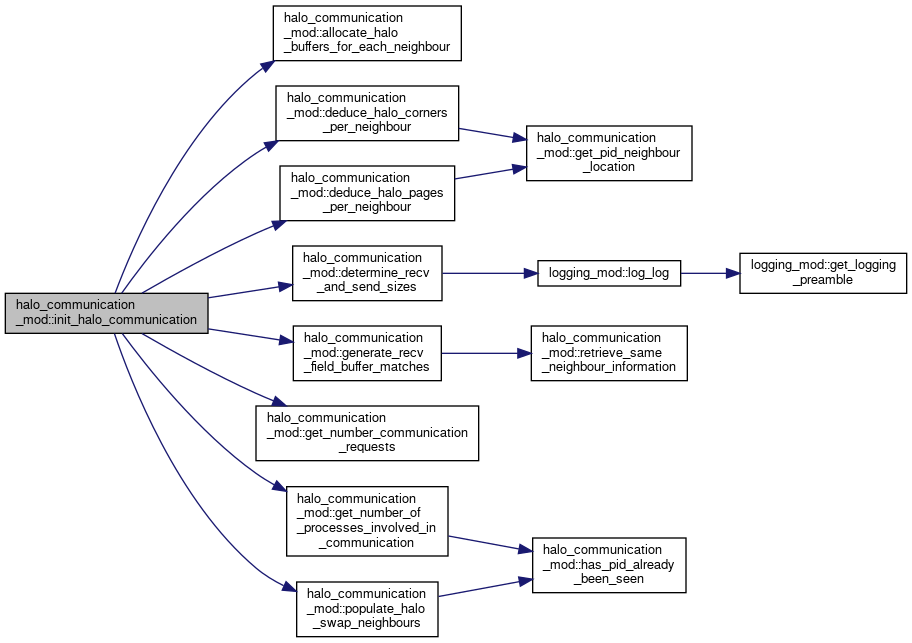 halo_communication
_mod::allocate_halo
_buffers_for_each_neighbour
halo_communication
_mod::deduce_halo_corners
_per_neighbour
halo_communication
_mod::get_pid_neighbour
_location
halo_communication
_mod::deduce_halo_pages
_per_neighbour
halo_communication
_mod::determine_recv
_and_send_sizes
logging_mod::log_log
logging_mod::get_logging
_preamble
halo_communication
_mod::init_halo_communication
halo_communication
_mod::generate_recv
_field_buffer_matches
halo_communication
_mod::retrieve_same
_neighbour_information
halo_communication
_mod::get_number_communication
_requests
halo_communication
_mod::get_number_of
_processes_involved_in
_communication
halo_communication
_mod::has_pid_already
_been_seen
halo_communication
_mod::populate_halo
_swap_neighbours